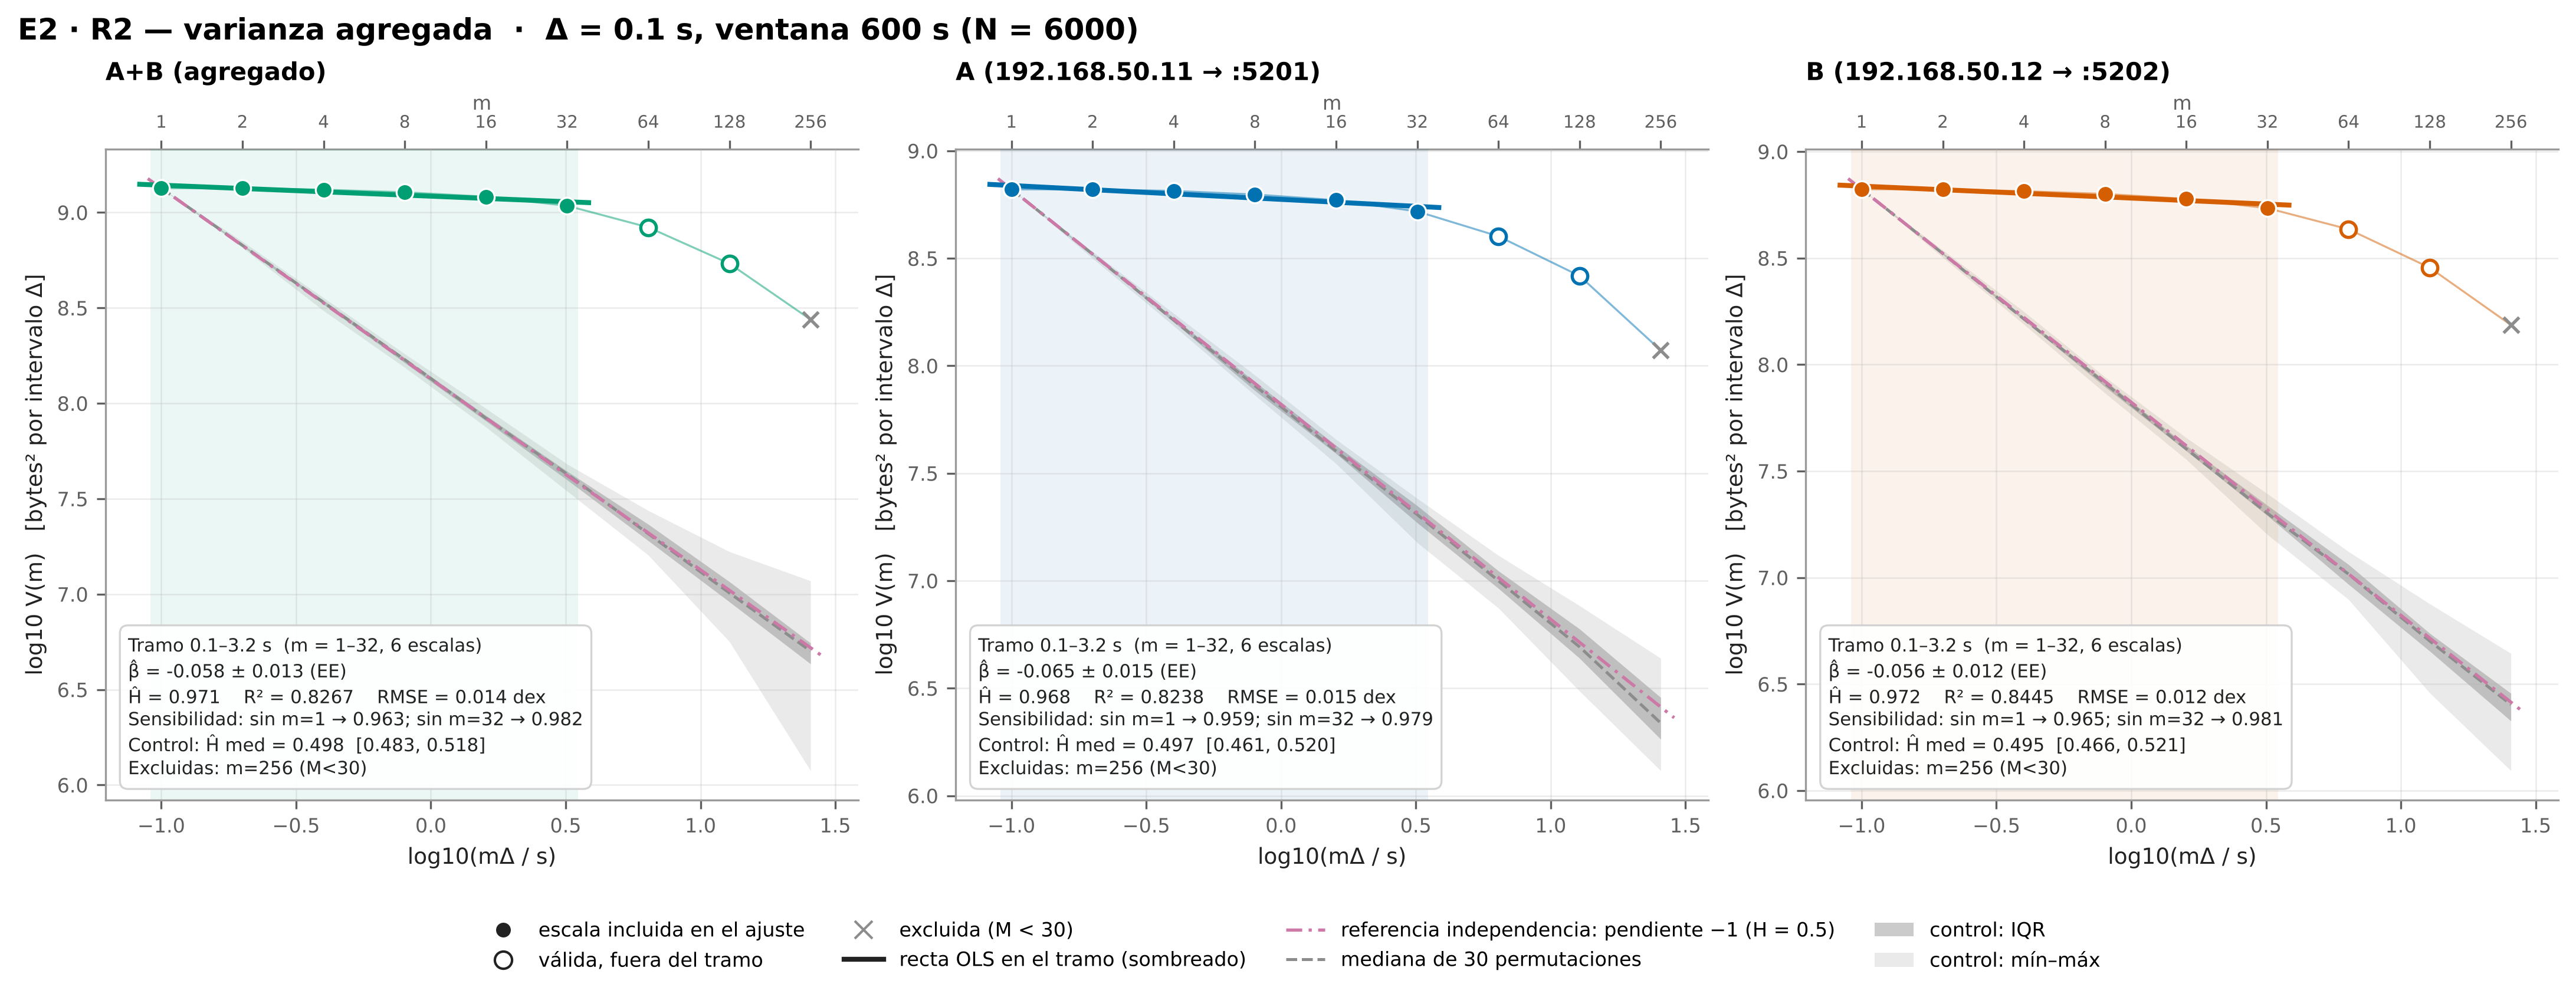 E2 · R2 — varianza agregada · Δ = 0.1 s, ventana 600 s (N = 6000)
A+B (agregado)
m
1 2 4 8 16 32 64 128 256
9.0
8.5
8.0
7.5
7.0
6.5
6.0
log10 V(m) [bytes² por intervalo Δ]
Tramo 0.1–3.2 s (m = 1–32, 6 escalas)
β̂ = -0.058 ± 0.013 (EE)
Ĥ = 0.971 R² = 0.8267 RMSE = 0.014 dex
Sensibilidad: sin m=1 → 0.963; sin m=32 → 0.982
Control: Ĥ med = 0.498 [0.483, 0.518]
Excluidas: m=256 (M<30)
−1.0 −0.5 0.0 0.5 1.0 1.5
log10(mΔ / s)
A (192.168.50.11 → :5201)
m
1 2 4 8 16 32 64 128 256
9.0
8.5
8.0
7.5
7.0
6.5
6.0
log10 V(m) [bytes² por intervalo Δ]
Tramo 0.1–3.2 s (m = 1–32, 6 escalas)
β̂ = -0.065 ± 0.015 (EE)
Ĥ = 0.968 R² = 0.8238 RMSE = 0.015 dex
Sensibilidad: sin m=1 → 0.959; sin m=32 → 0.979
Control: Ĥ med = 0.497 [0.461, 0.520]
Excluidas: m=256 (M<30)
−1.0 −0.5 0.0 0.5 1.0 1.5
log10(mΔ / s)
B (192.168.50.12 → :5202)
m
1 2 4 8 16 32 64 128 256
9.0
8.5
8.0
7.5
7.0
6.5
6.0
log10 V(m) [bytes² por intervalo Δ]
Tramo 0.1–3.2 s (m = 1–32, 6 escalas)
β̂ = -0.056 ± 0.012 (EE)
Ĥ = 0.972 R² = 0.8445 RMSE = 0.012 dex
Sensibilidad: sin m=1 → 0.965; sin m=32 → 0.981
Control: Ĥ med = 0.495 [0.466, 0.521]
Excluidas: m=256 (M<30)
−1.0 −0.5 0.0 0.5 1.0 1.5
log10(mΔ / s)
escala incluida en el ajuste
válida, fuera del tramo
excluida (M < 30)
recta OLS en el tramo (sombreado)
referencia independencia: pendiente −1 (H = 0.5)
mediana de 30 permutaciones
control: IQR
control: mín–máx